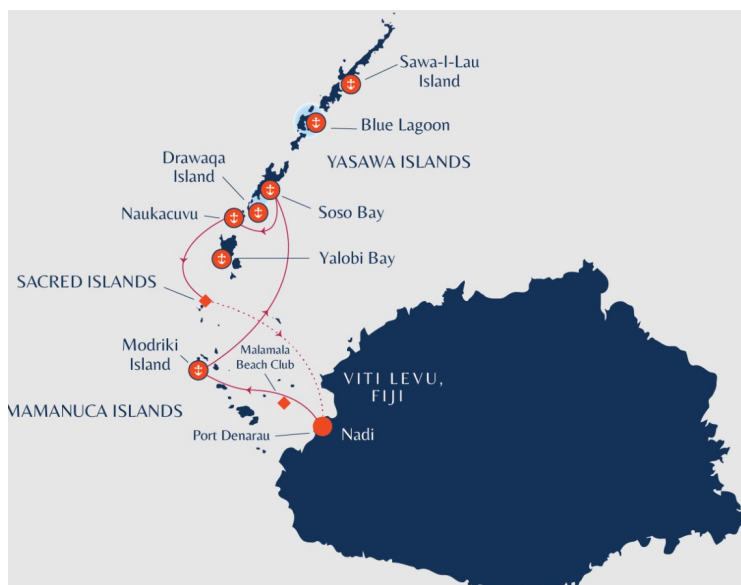 Sawa-I-Lau
Island
Blue Lagoon
YASAWA ISLANDS
Drawaqa
Island
Naukacuvu
Soso Bay
Yalobi Bay
SACRED ISLANDS
Modriki
Island
Malamala
Beach Club
VITI LEVU,
FIJI
MAMANUCA ISLANDS
Port Denarau
Nadi